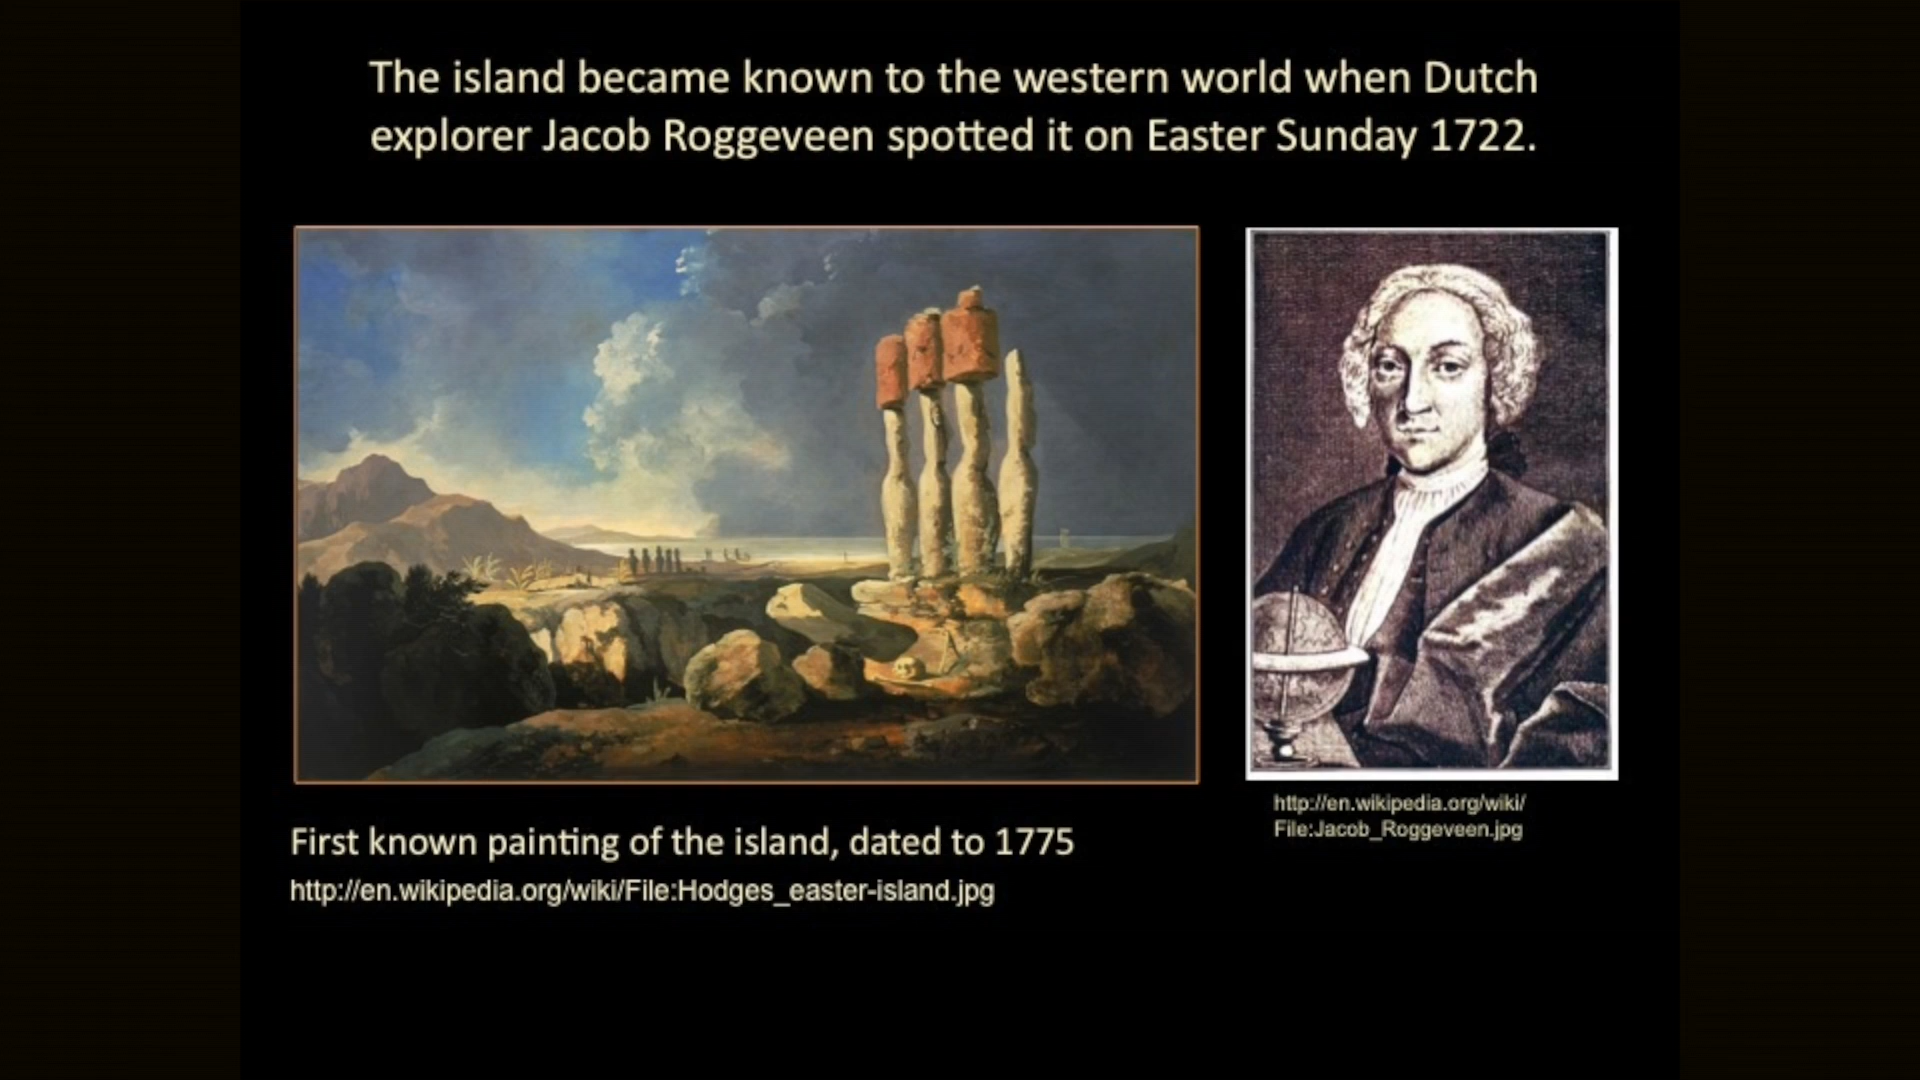 The island became known to the western world when Dutch
explorer Jacob Roggeveen spotted it on Easter Sunday 1722.
First known painting of the island, dated to 1775
http://en.wikipedia.org/wiki/File:Hodges_easter-island.jpg
http://en.wikipedia.org/wiki/
File:Jacob_Roggeveen.jpg